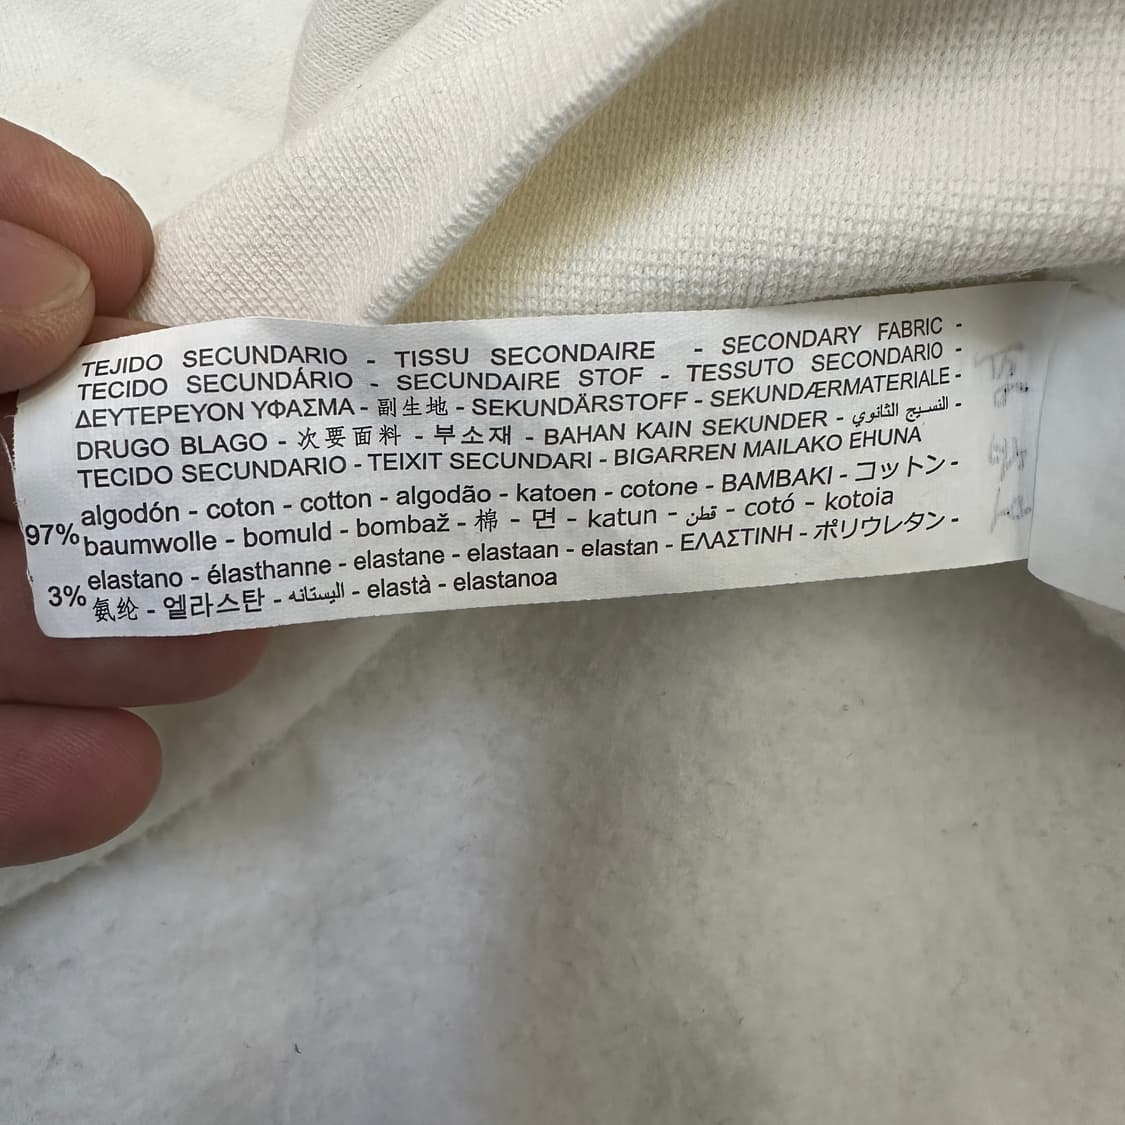 TEJIDO SECUNDARIO - TISSU SECONDAIRE - SECONDARY FABRIC -
TECIDO SECUNDÁRIO - SECUNDAIRE STOF - TESSUTO SECONDARIO -
ΔΕΥΤΕΡΕΥΟΝ ΥΦΑΣΜΑ - 副生地 - SEKUNDÄRSTOFF - SEKUNDÆRMATERIALE -
DRUGO BLAGO - 次要面料 - 부소재 - BAHAN KAIN SEKUNDER - النسيج الثانوي -
TECIDO SECUNDARIO - TEIXIT SECUNDARI - BIGARREN MAILAKO EHUNA
97% algodón - coton - cotton - algodão - katoen - cotone - ΒΑΜΒΑΚΙ - コットン -
baumwolle - bomuld - bombaž - 棉 - 면 - katun - قطن - cotó - kotoia
3% elastano - élasthanne - elastane - elastaan - elastan - ΕΛΑΣΤΙΝΗ - ポリウレタン -
氨纶 - 엘라스탄 - اليستانه - elastà - elastanoa